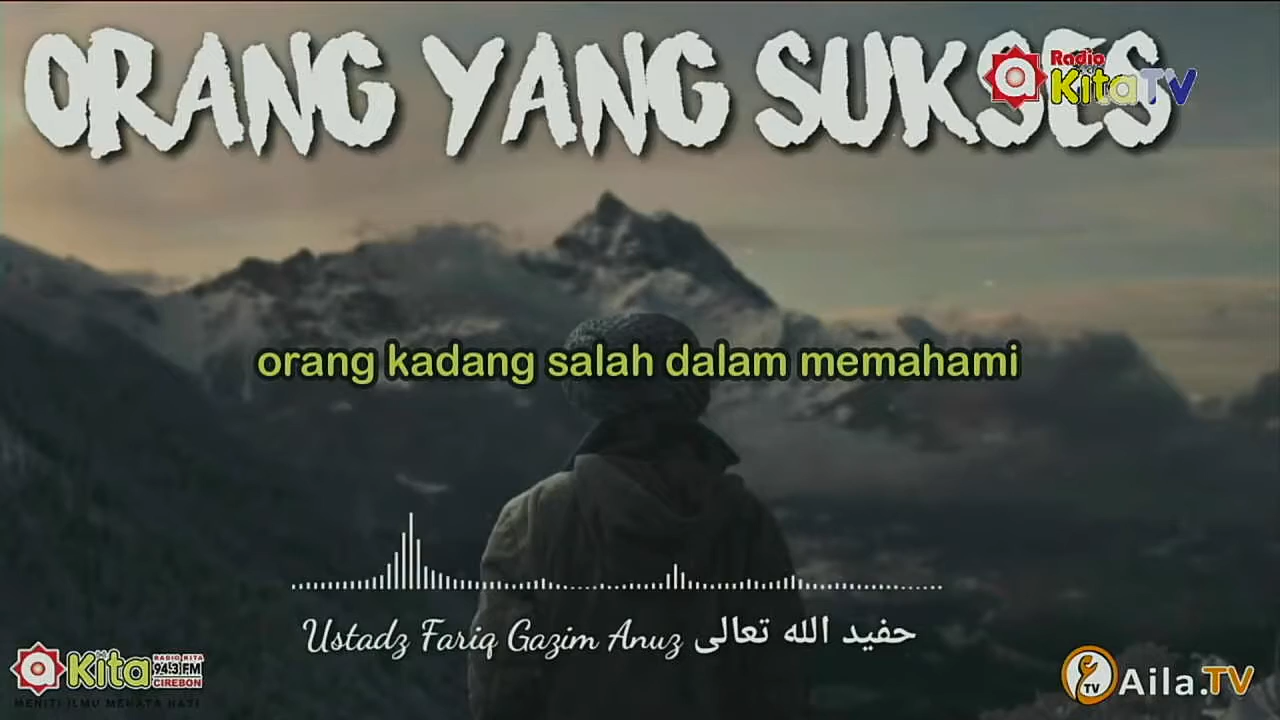 ORANG YANG SUKSES
Radio
KitaTV
orang kadang salah dalam memahami
Ustadz Fariq Gazim Anuz حفيد الله تعالى
Kita
RADIO KITA
94.3 FM
CIREBON
MENITI ILMU MENATA HATI
TV
Aila.TV